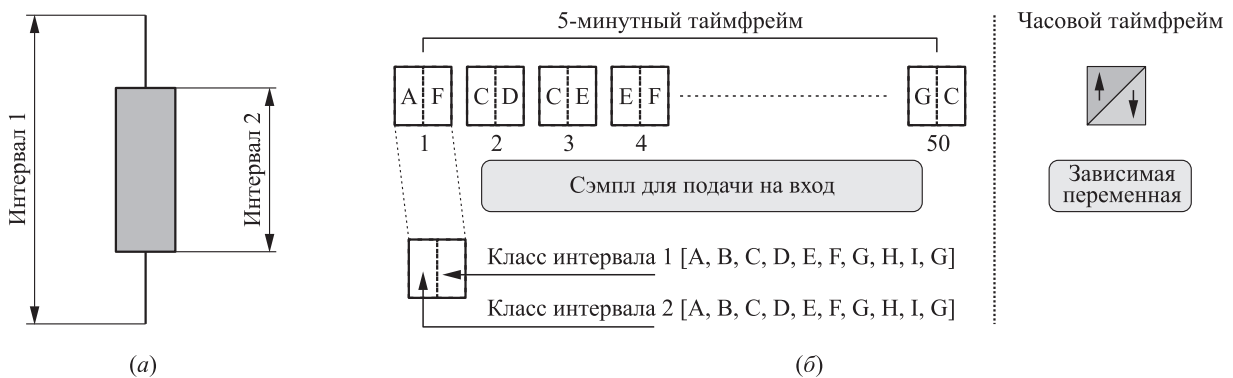 Интервал 1
Интервал 2
(а)
5-минутный таймфрейм
A F C D C E E F G C
1 2 3 4 50
Сэмпл для подачи на вход
Класс интервала 1 [A, B, C, D, E, F, G, H, I, G]
Класс интервала 2 [A, B, C, D, E, F, G, H, I, G]
(б)
Часовой таймфрейм
Зависимая
переменная